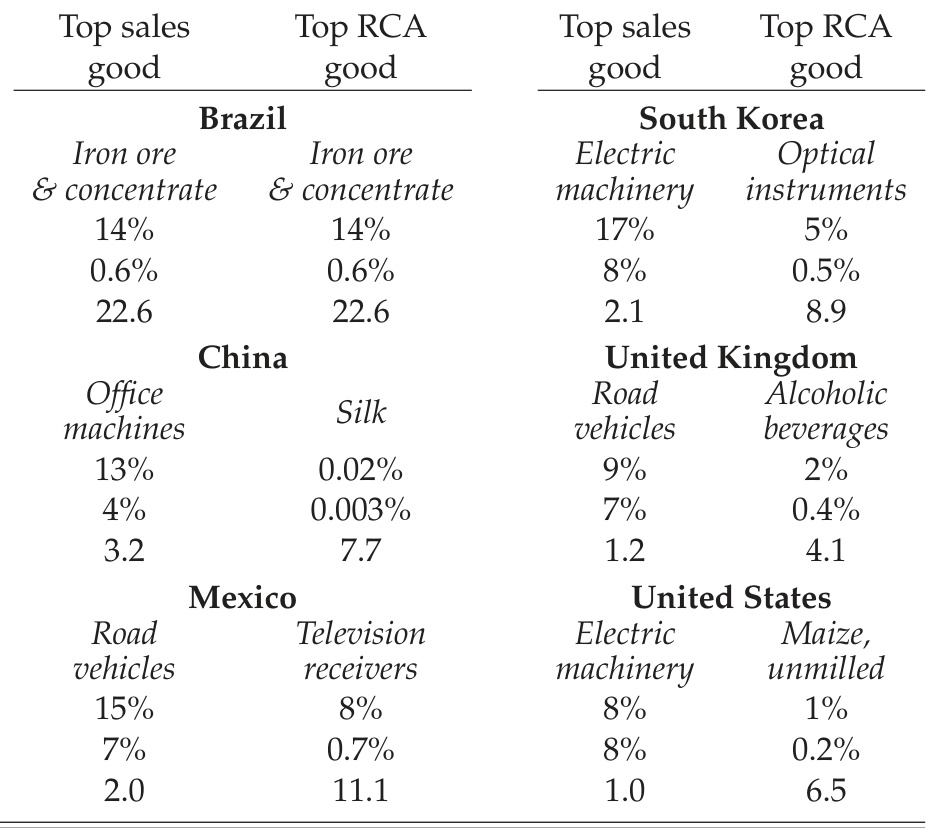 Top sales Top RCA Top sales Top RCA
good good good good
Brazil South Korea
Iron ore Iron ore Electric Optical
& concentrate & concentrate machinery instruments
14% 14% 17% 5%
0.6% 0.6% 8% 0.5%
22.6 22.6 2.1 8.9
China United Kingdom
Office Silk Road Alcoholic
machines vehicles beverages
13% 0.02% 9% 2%
4% 0.003% 7% 0.4%
3.2 7.7 1.2 4.1
Mexico United States
Road Television Electric Maize,
vehicles receivers machinery unmilled
15% 8% 8% 1%
7% 0.7% 8% 0.2%
2.0 11.1 1.0 6.5